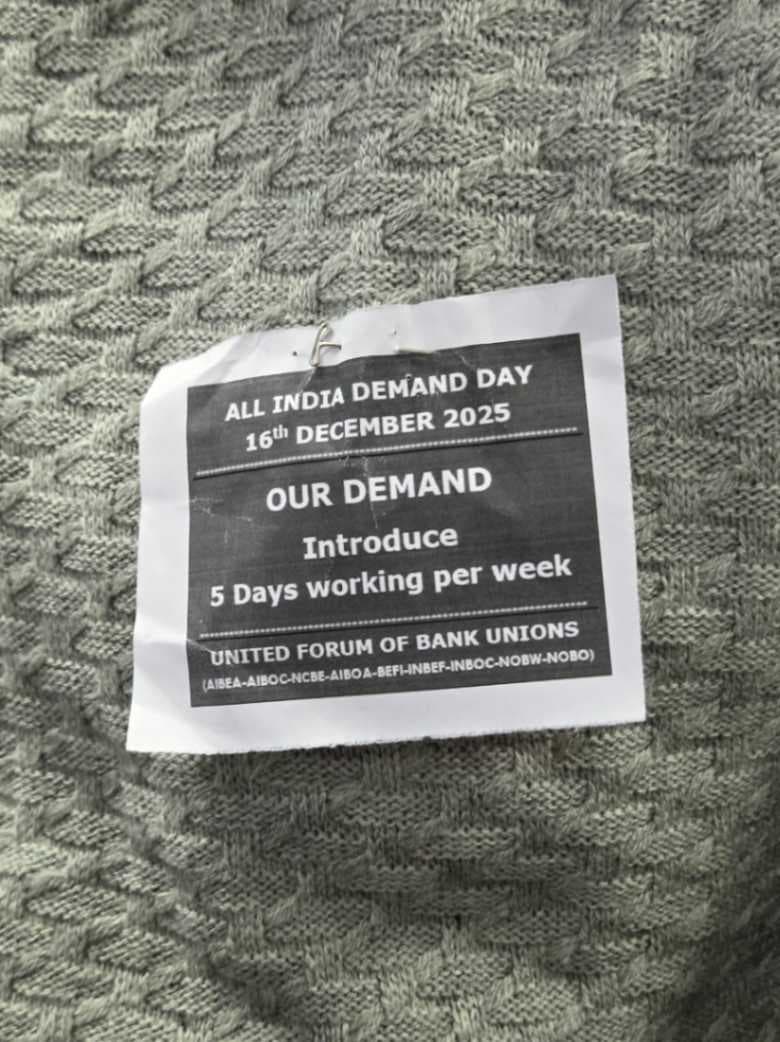 ALL INDIA DEMAND DAY
16th DECEMBER 2025
OUR DEMAND
Introduce
5 Days working per week
UNITED FORUM OF BANK UNIONS
(AIBEA-AIBOC-NCBE-AIBOA-BEFI-INBEF-INBOC-NOBW-NOBO)